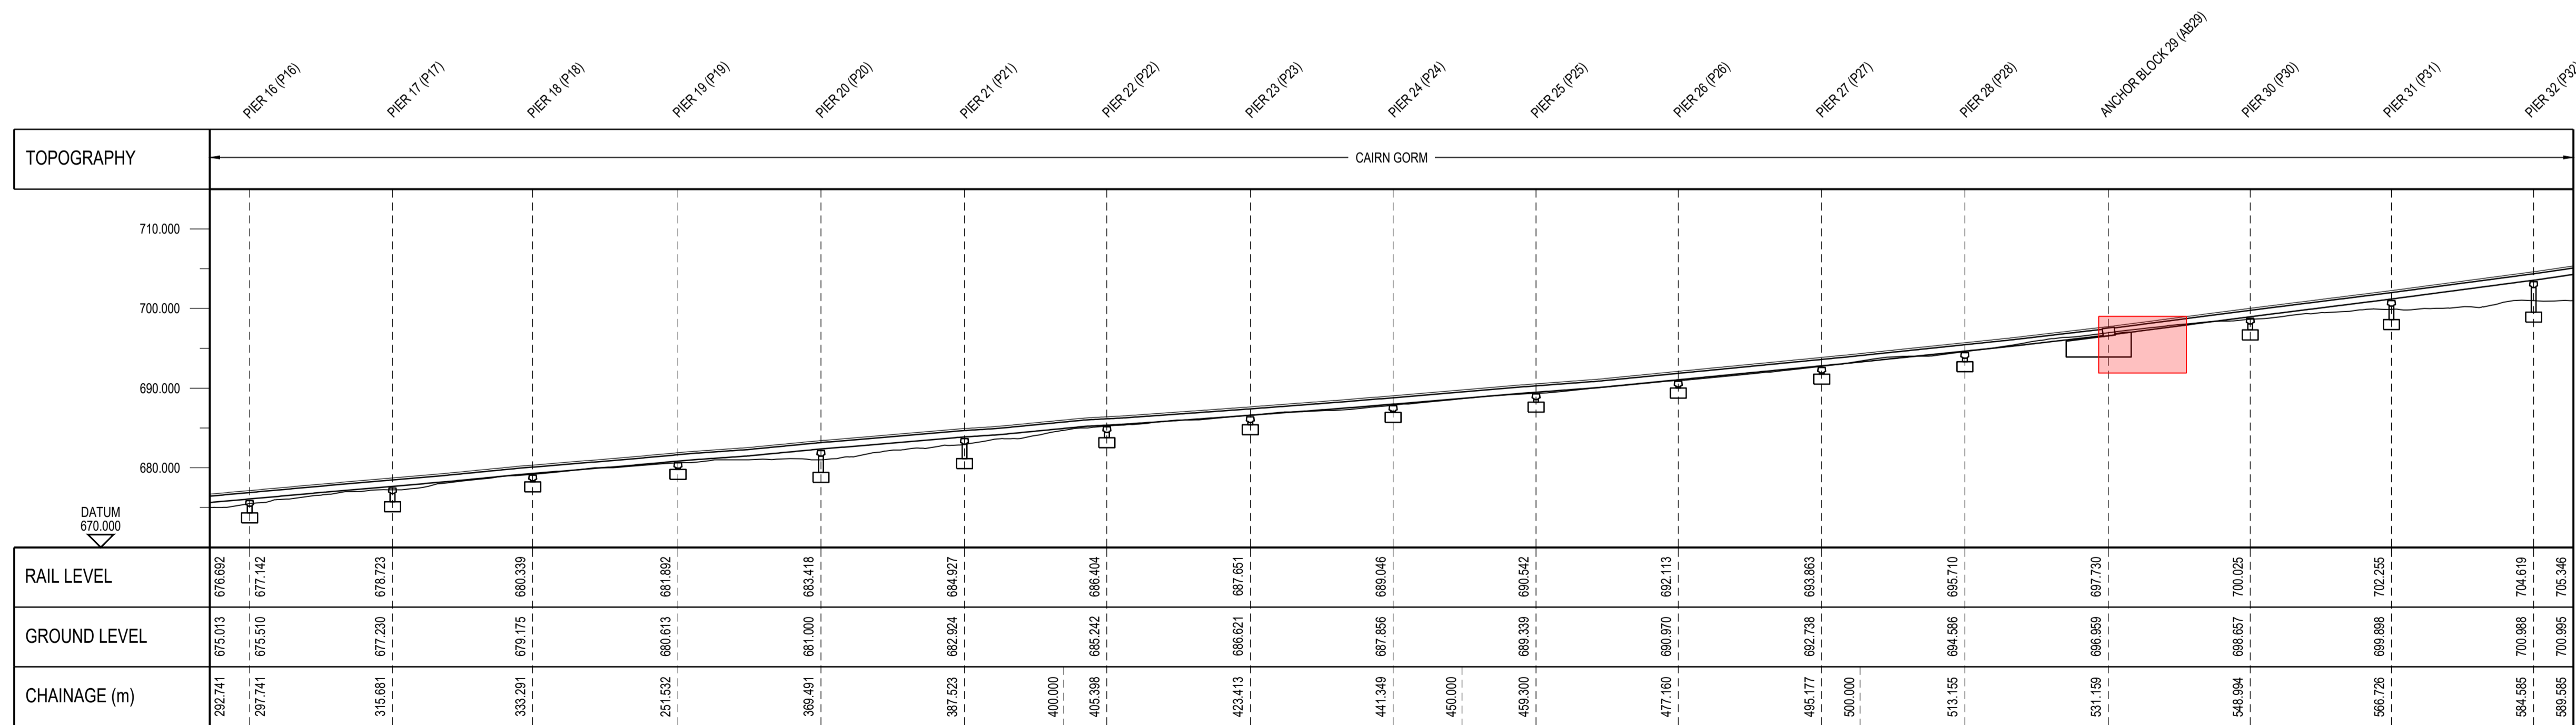 PIER 16 (P16)
PIER 17 (P17)
PIER 18 (P18)
PIER 19 (P19)
PIER 20 (P20)
PIER 21 (P21)
PIER 22 (P22)
PIER 23 (P23)
PIER 24 (P24)
PIER 25 (P25)
PIER 26 (P26)
PIER 27 (P27)
PIER 28 (P28)
ANCHOR BLOCK 29 (AB29)
PIER 30 (P30)
PIER 31 (P31)
PIER 32 (P32)
TOPOGRAPHY
CAIRN GORM
710.000
700.000
690.000
680.000
DATUM
670.000
RAIL LEVEL
676.692
677.142
678.723
680.339
681.892
683.418
684.927
686.404
687.651
689.046
690.542
692.113
693.863
695.710
697.730
700.025
702.255
704.619
705.346
GROUND LEVEL
675.013
675.510
677.230
679.175
680.613
681.000
682.924
685.242
686.621
687.856
689.339
690.970
692.738
694.586
696.959
698.657
699.898
700.988
700.995
CHAINAGE (m)
292.741
297.741
315.681
333.291
251.532
369.491
387.523
400.000
405.398
423.413
441.349
450.000
459.300
477.160
495.177
500.000
513.155
531.159
548.994
566.726
584.585
589.585